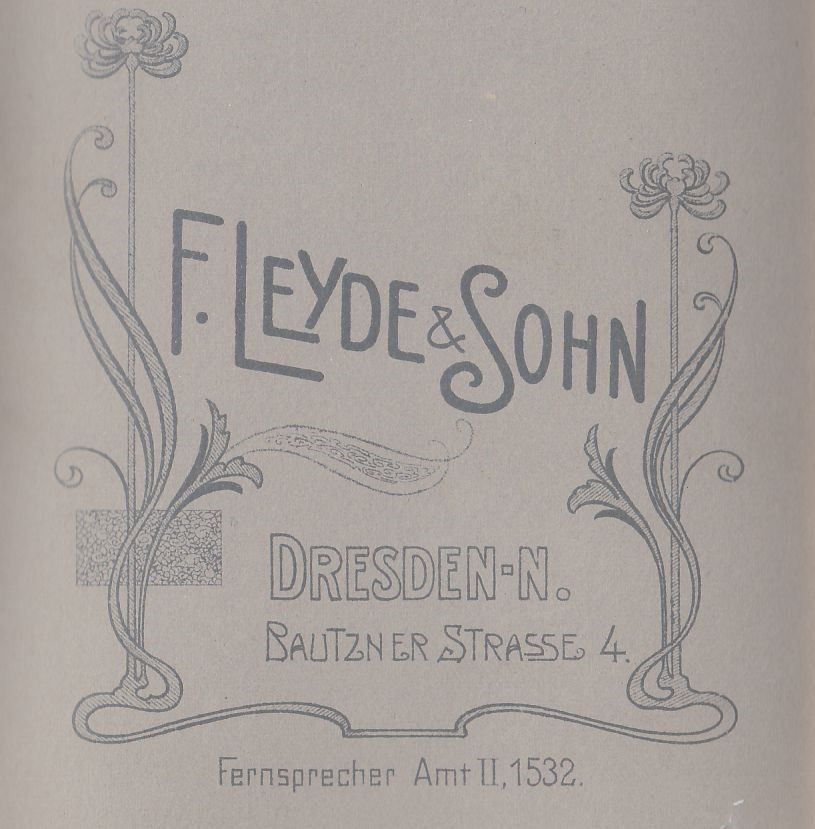 F. LEYDE & SOHN
DRESDEN-N.
BAUTZNER STRASSE 4.
Fernsprecher Amt II, 1532.